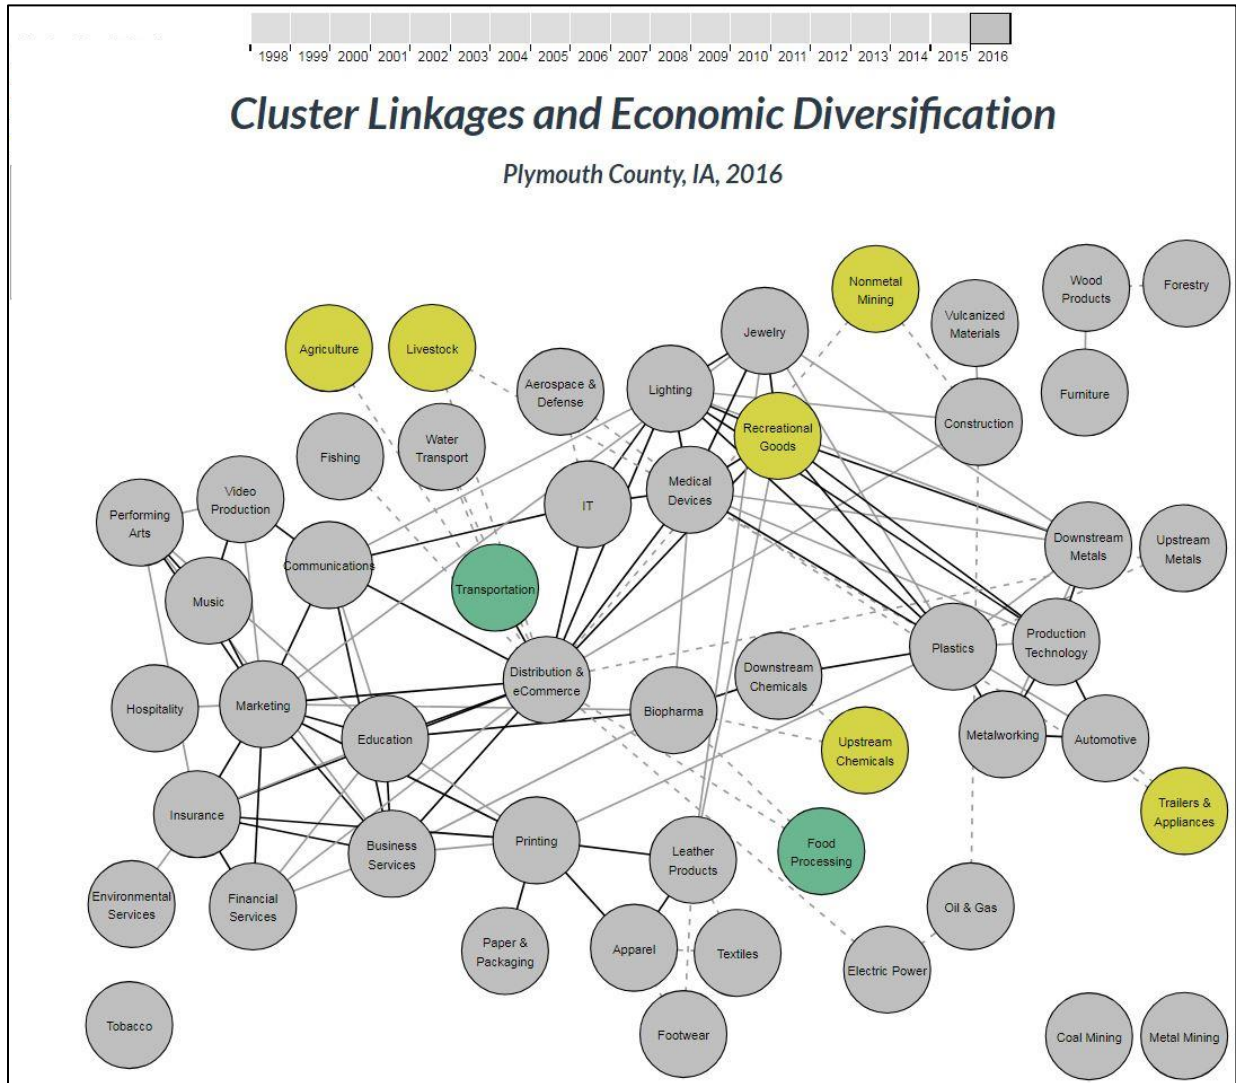 1998 1999 2000 2001 2002 2003 2004 2005 2006 2007 2008 2009 2010 2011 2012 2013 2014 2015 2016
Cluster Linkages and Economic Diversification
Plymouth County, IA, 2016
Nonmetal
Mining
Wood
Products
Forestry
Vulcanized
Materials
Jewelry
Agriculture
Livestock
Aerospace &
Defense
Lighting
Furniture
Construction
Recreational
Goods
Water
Transport
Fishing
Medical
Devices
Video
Production
IT
Performing
Arts
Downstream
Metals
Upstream
Metals
Communications
Transportation
Music
Production
Technology
Plastics
Distribution &
eCommerce
Downstream
Chemicals
Hospitality
Marketing
Biopharma
Education
Metalworking
Automotive
Upstream
Chemicals
Trailers &
Appliances
Insurance
Printing
Business
Services
Leather
Products
Food
Processing
Environmental
Services
Financial
Services
Oil & Gas
Paper &
Packaging
Apparel
Textiles
Electric Power
Tobacco
Footwear
Coal Mining
Metal Mining